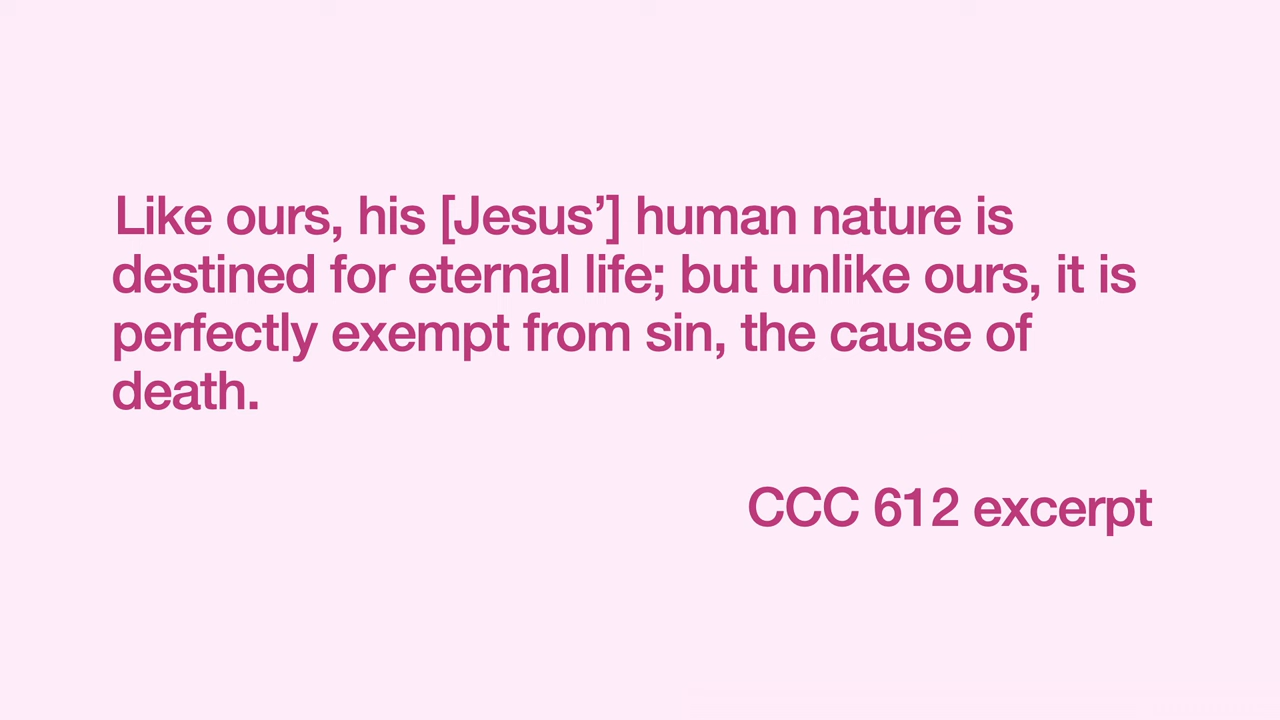 Like ours, his [Jesus’] human nature is
destined for eternal life; but unlike ours, it is
perfectly exempt from sin, the cause of
death.
CCC 612 excerpt